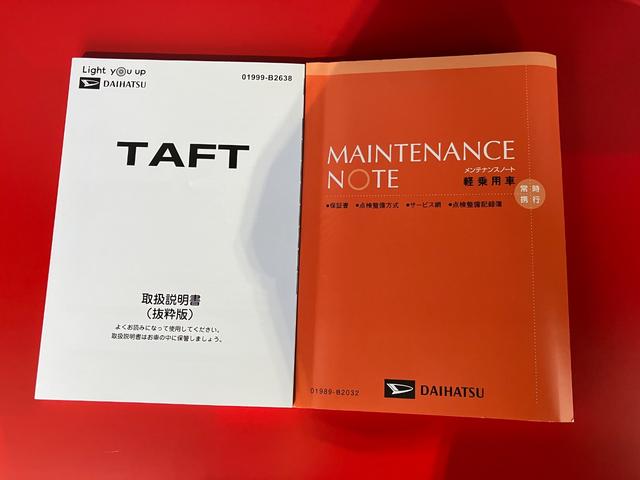 Light you up
DAIHATSU
01999-B2638
TAFT
取扱説明書
(抜粋版)
よくお読みになって使用してください。
取扱説明書はお車の中に保管しましょう。
MAINTENANCE
NOTE
メンテナンスノート
軽乗用車
常時
携行
●保証書 ●点検整備方式 ●サービス網 ●点検整備記録簿
01989-B2032
DAIHATSU